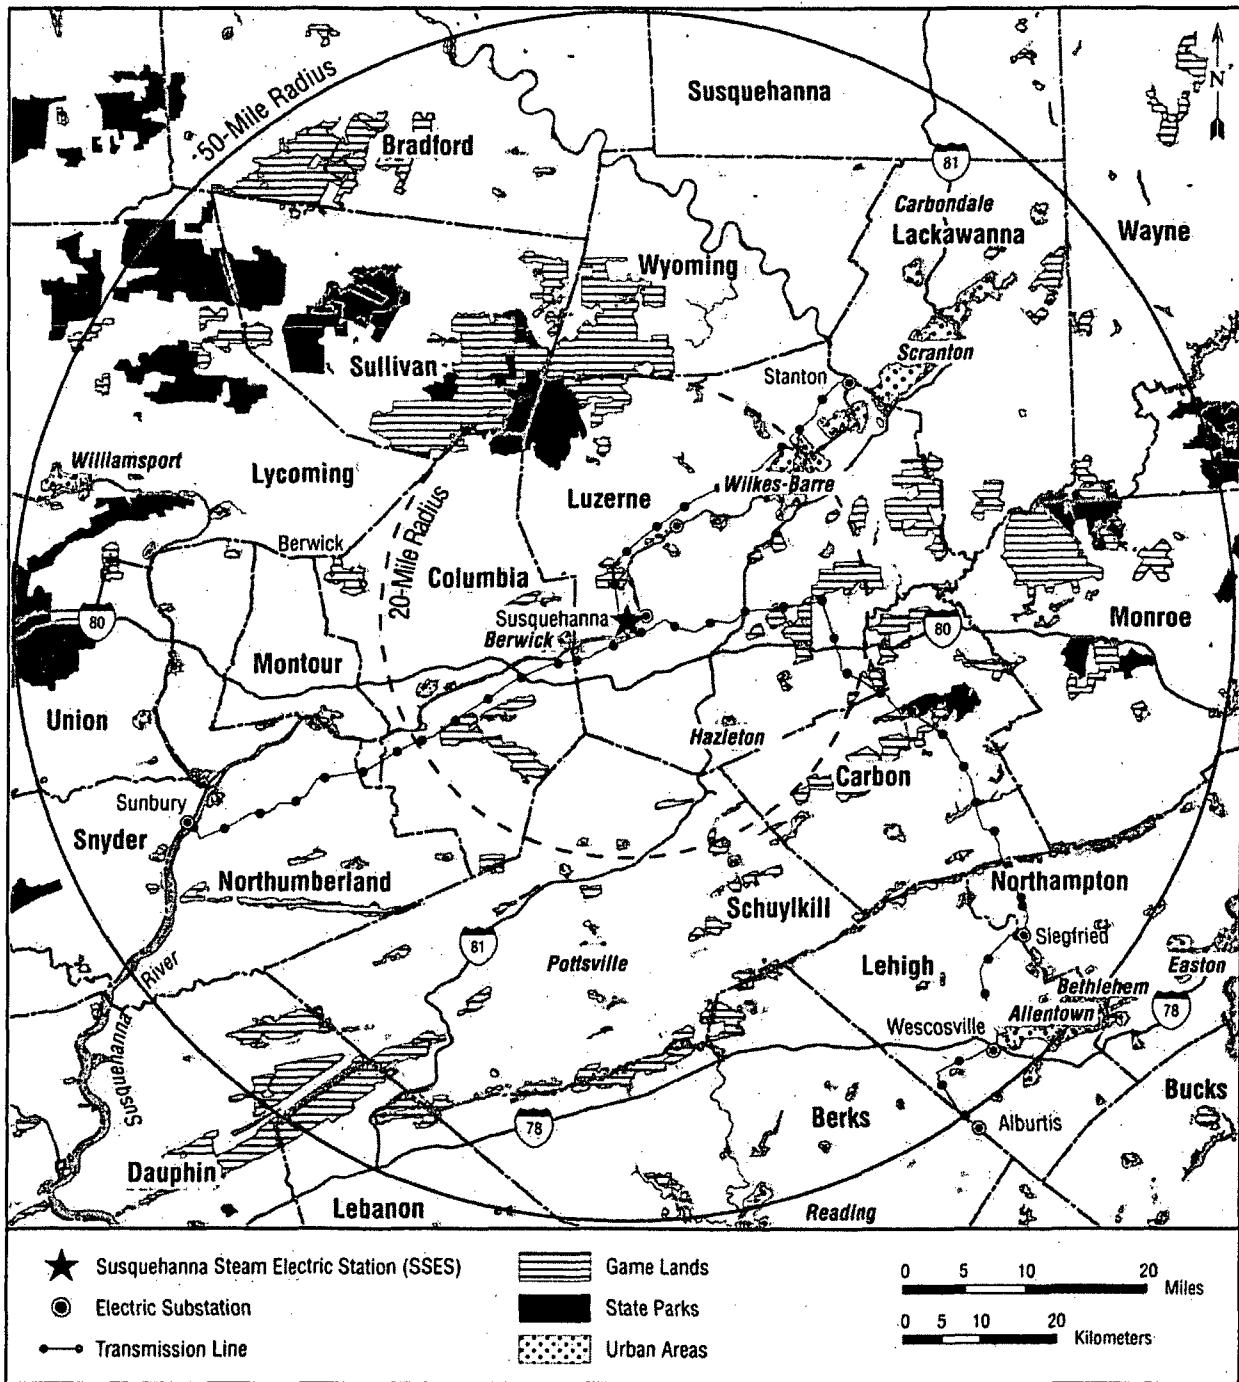 Susquehanna
N
50-Mile Radius
Bradford
81
Carbondale
Lackawanna
Wayne
Wyoming
Sullivan
Scranton
Stanton
Williamsport
Lycoming
Luzerne
Wilkes-Barre
Berwick
20-Mile Radius
Columbia
80
Susquehanna
Berwick
80
Monroe
Montour
Union
Hazleton
Carbon
Sunbury
Snyder
Northumberland
Northampton
Schuylkill
81
Pottsville
Siegfried
Lehigh
Easton
Bethlehem
Allentown
78
Wescosville
Susquehanna River
Berks
Bucks
78
Alburtis
Dauphin
Lebanon
Reading
Susquehanna Steam Electric Station (SSES)
Electric Substation
Transmission Line
Game Lands
State Parks
Urban Areas
0 5 10 20
Miles
0 5 10 20
Kilometers